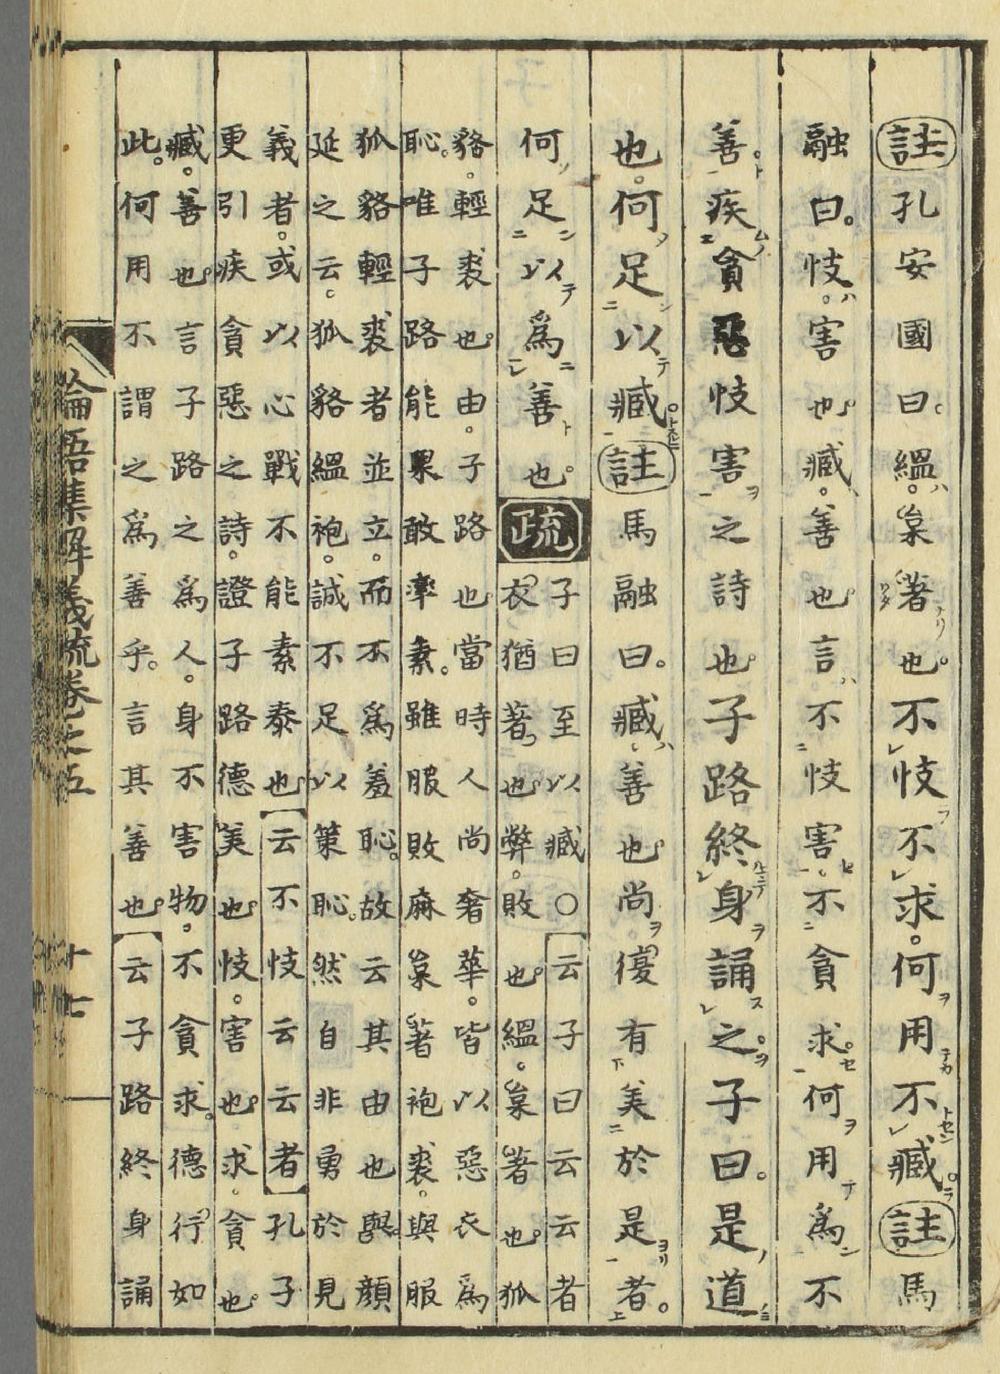 註孔安國曰縕枲著也不忮不求何用不臧註馬
融曰忮害也臧善也言不忮害不貪求何用爲不
善疾貪惡忮害之詩也子路終身誦之子曰是道
也何足以臧註馬融曰臧善也尚復有美於是者
何足以爲善也疏子曰至以臧○云子曰云云者
衣猶著也弊敗也縕枲著也狐
貉輕裘也由子路也當時人尚奢華皆以惡衣爲
恥唯子路能果敢率素雖服敗麻枲著袍裘與服
狐貉輕裘者並立而不爲羞恥故云其由也與顔
延之云狐貉縕袍誠不足以策恥然自非勇於見
義者或以心戰不能素泰也云不忮云云者孔子
更引疾貪惡之詩證子路德美也忮害也求貪也
臧善也言子路之爲人身不害物不貪求德行如
此何用不謂之爲善乎言其善也云子路終身誦
論語集解義疏卷之五
十七